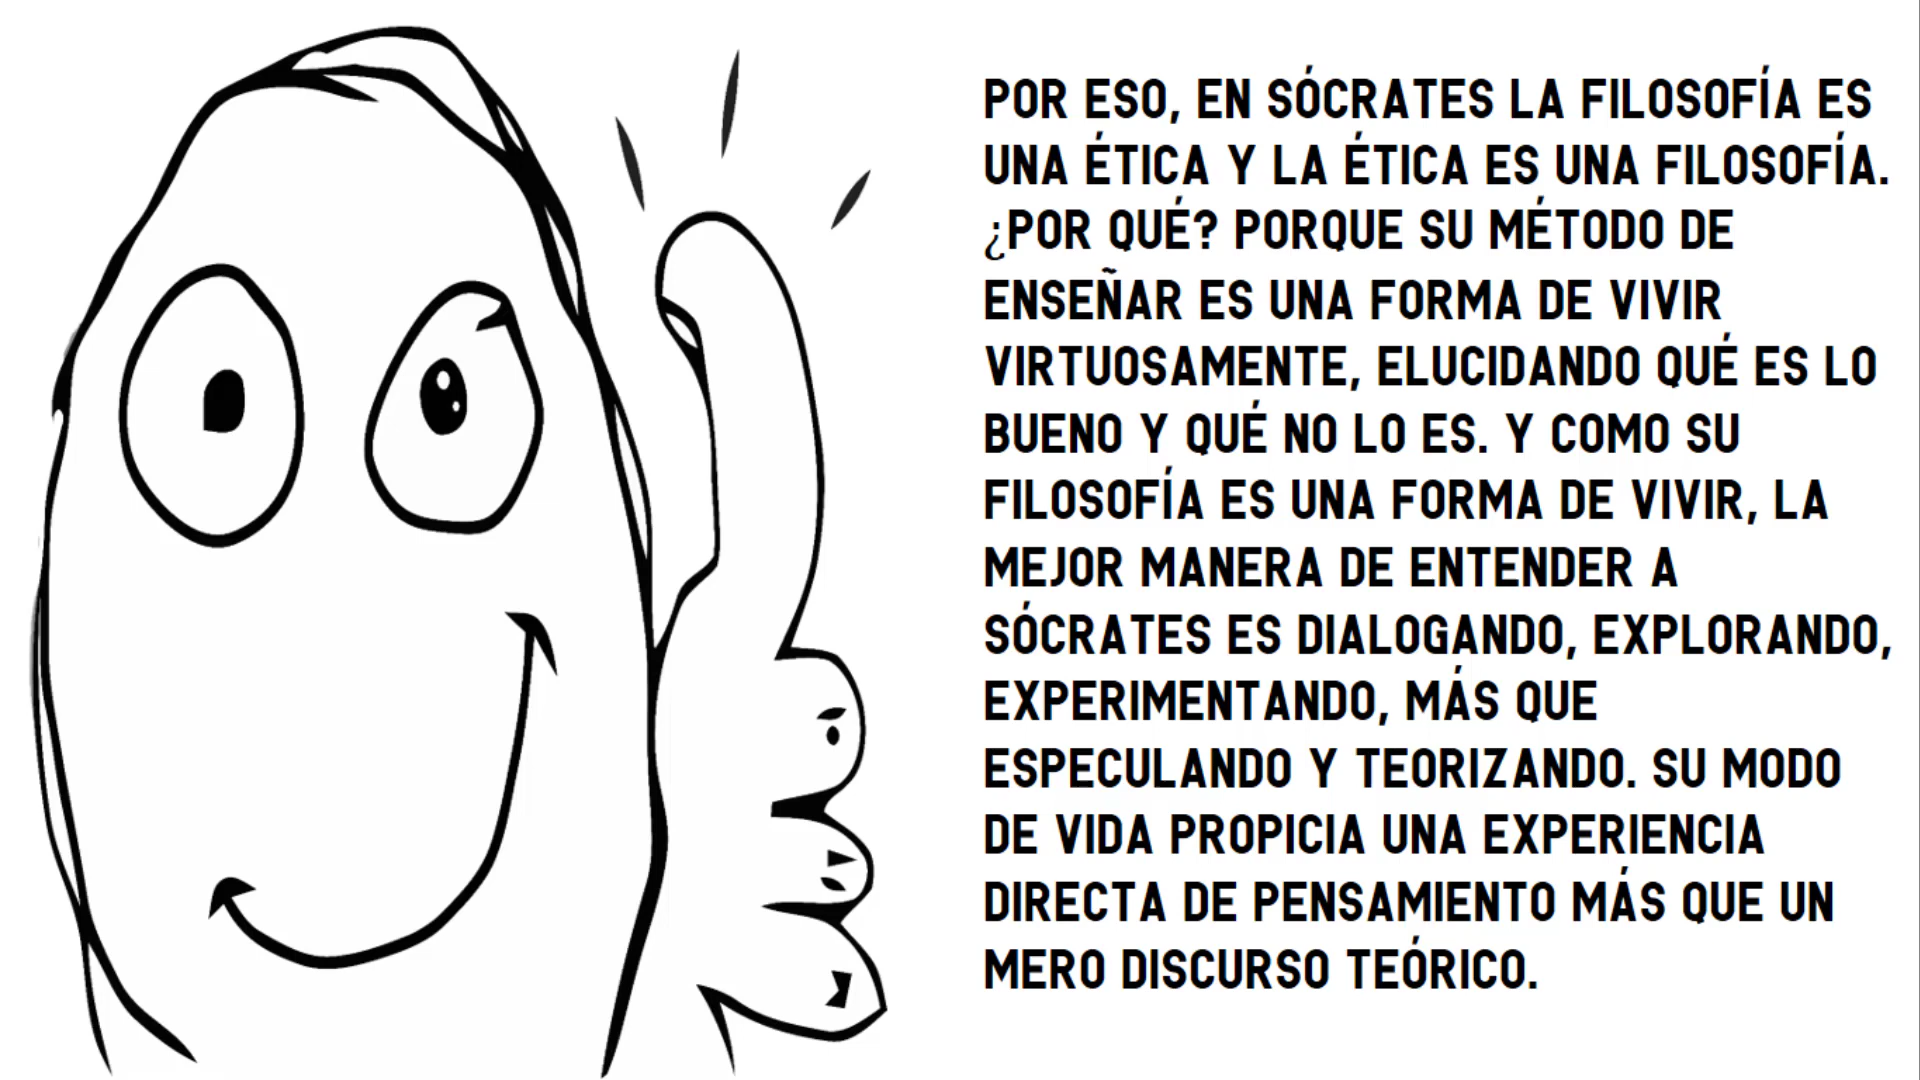 POR ESO, EN SÓCRATES LA FILOSOFÍA ES
UNA ÉTICA Y LA ÉTICA ES UNA FILOSOFÍA.
¿POR QUÉ? PORQUE SU MÉTODO DE
ENSEÑAR ES UNA FORMA DE VIVIR
VIRTUOSAMENTE, ELUCIDANDO QUÉ ES LO
BUENO Y QUÉ NO LO ES. Y COMO SU
FILOSOFÍA ES UNA FORMA DE VIVIR, LA
MEJOR MANERA DE ENTENDER A
SÓCRATES ES DIALOGANDO, EXPLORANDO,
EXPERIMENTANDO, MÁS QUE
ESPECULANDO Y TEORIZANDO. SU MODO
DE VIDA PROPICIA UNA EXPERIENCIA
DIRECTA DE PENSAMIENTO MÁS QUE UN
MERO DISCURSO TEÓRICO.